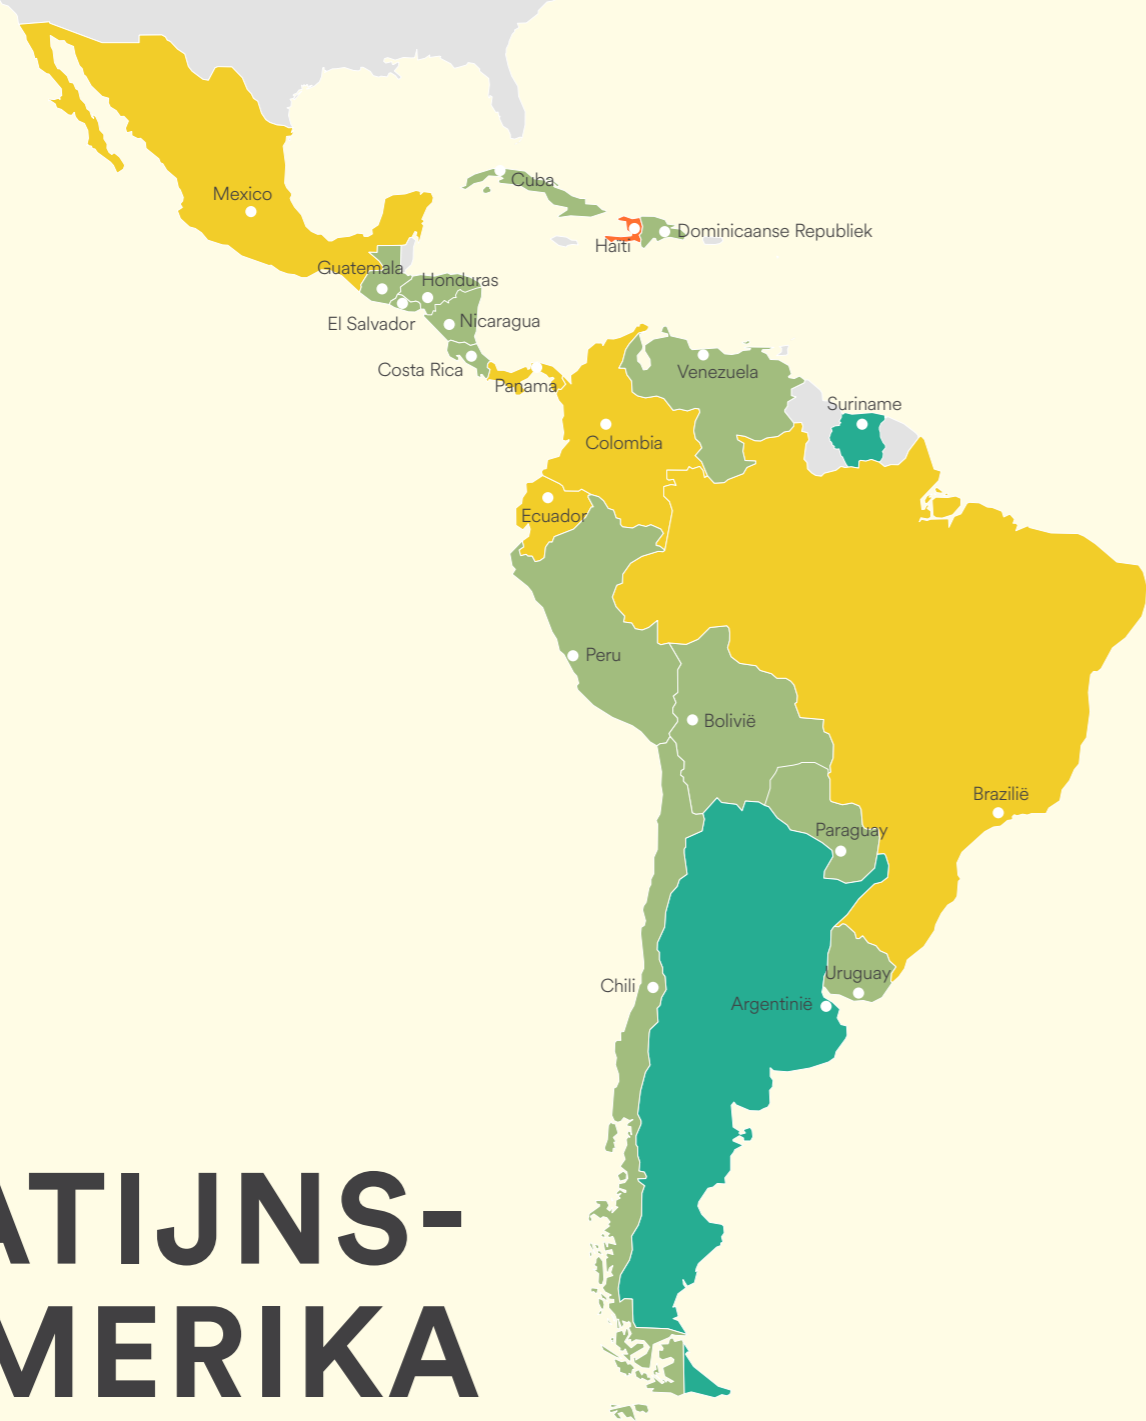 Mexico
Cuba
Dominicaanse Republiek
Haïti
Guatemala
Honduras
El Salvador
Nicaragua
Costa Rica
Panama
Venezuela
Suriname
Colombia
Ecuador
Peru
Bolivië
Brazilië
Paraguay
Uruguay
Chili
Argentinië
ATIJNS-
MERIKA